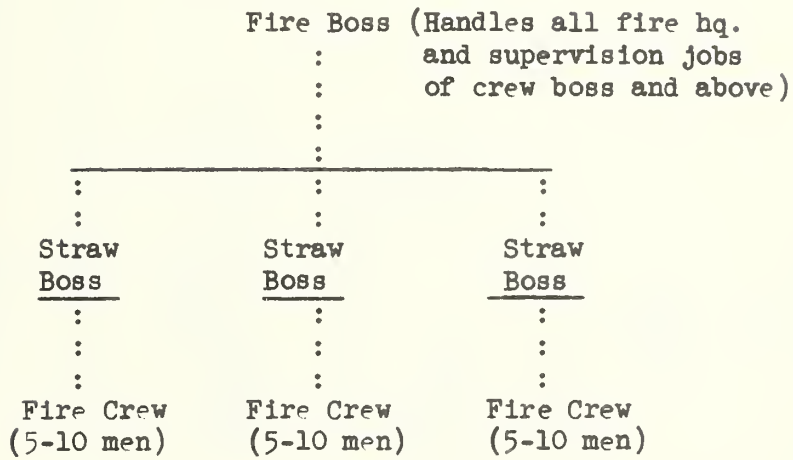 Fire Boss (Handles all fire hq.
and supervision jobs
of crew boss and above)
Straw Straw Straw
Boss Boss Boss
Fire Crew Fire Crew Fire Crew
(5-10 men) (5-10 men) (5-10 men)